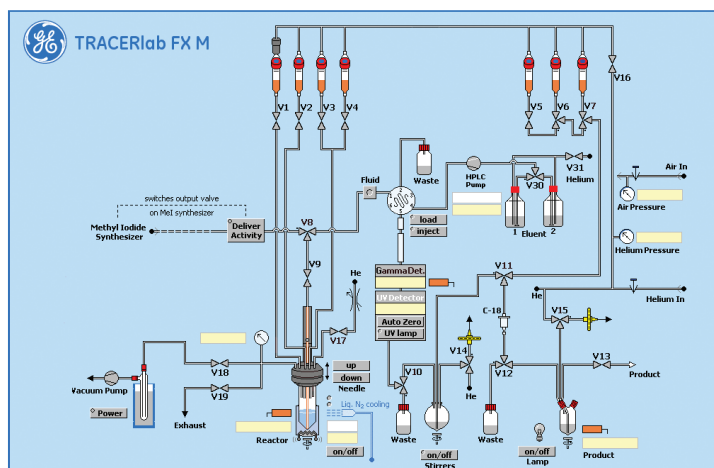 GE
TRACERlab FX M
V1
V2
V3
V4
V5
V6
V7
V16
Waste
Fluid
HPLC
Pump
V31
Helium
V30
1
Eluent
2
Air In
Air Pressure
Helium Pressure
switches output valve
on MeI synthesizer
Methyl Iodide
Synthesizer
Deliver
Activity
V8
load
inject
V9
He
GammaDet.
UV Detector
Auto Zero
UV lamp
V11
C-18
He
V15
Helium In
V17
V14
V10
V12
V13
Product
He
V18
up
down
Needle
Vacuum Pump
Power
V19
Exhaust
Liq. N2 cooling
Reactor
on/off
Waste
on/off
Stirrers
Waste
on/off
Lamp
Product